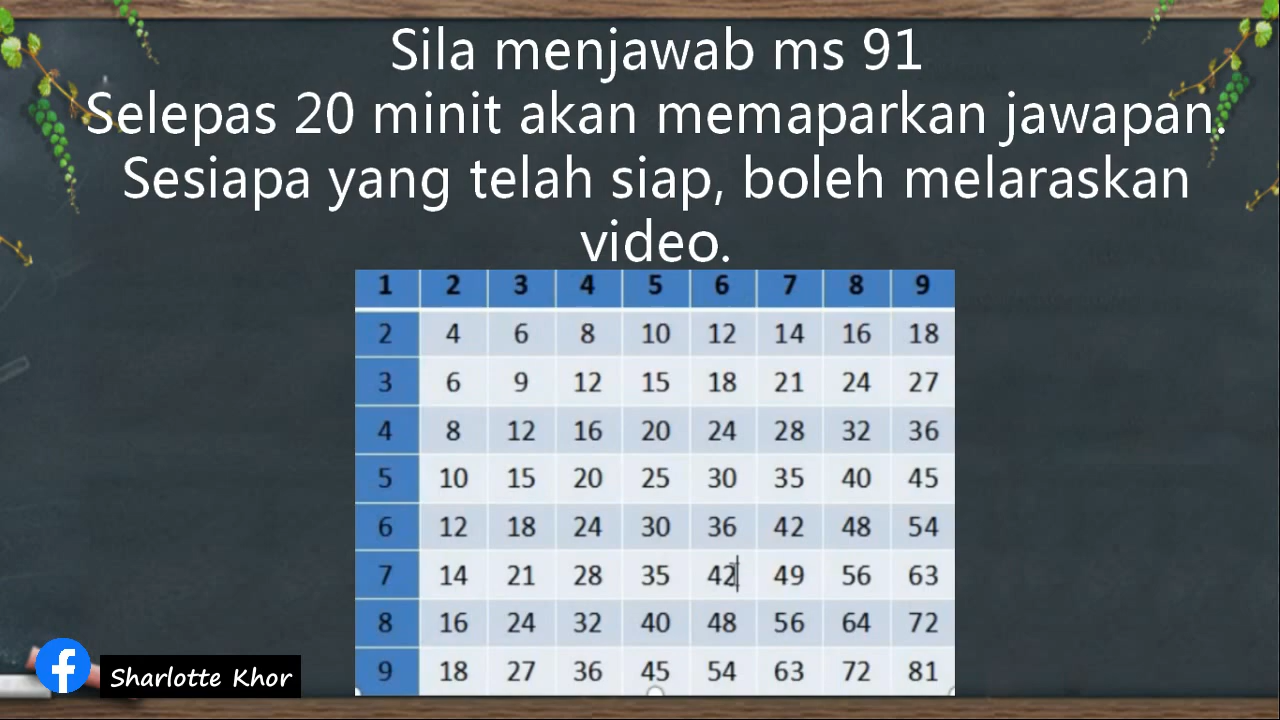 Sila menjawab ms 91
Selepas 20 minit akan memaparkan jawapan.
Sesiapa yang telah siap, boleh melaraskan
video.
1 2 3 4 5 6 7 8 9
2 4 6 8 10 12 14 16 18
3 6 9 12 15 18 21 24 27
4 8 12 16 20 24 28 32 36
5 10 15 20 25 30 35 40 45
6 12 18 24 30 36 42 48 54
7 14 21 28 35 42 49 56 63
8 16 24 32 40 48 56 64 72
9 18 27 36 45 54 63 72 81
f Sharlotte Khor